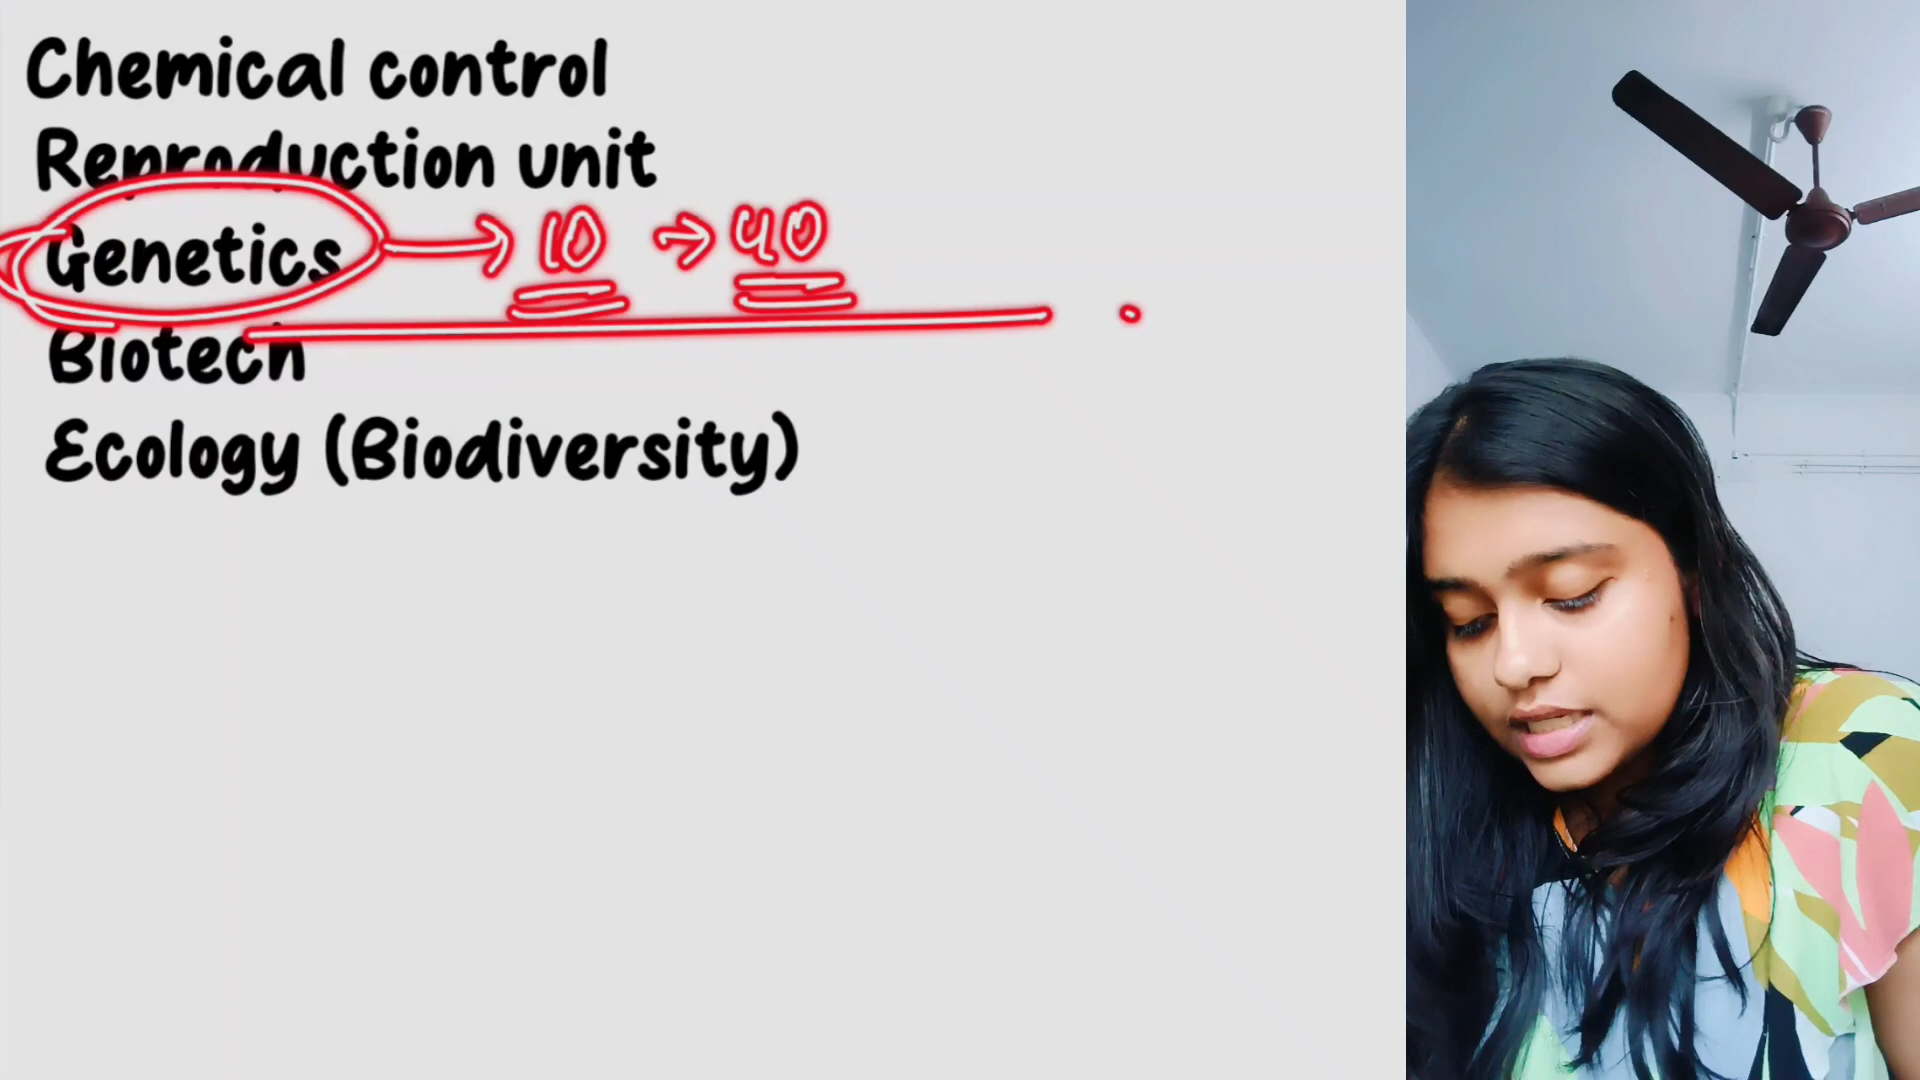 Chemical control
Reproduction unit
Genetics → 10 → 40
Biotech
Ecology (Biodiversity)